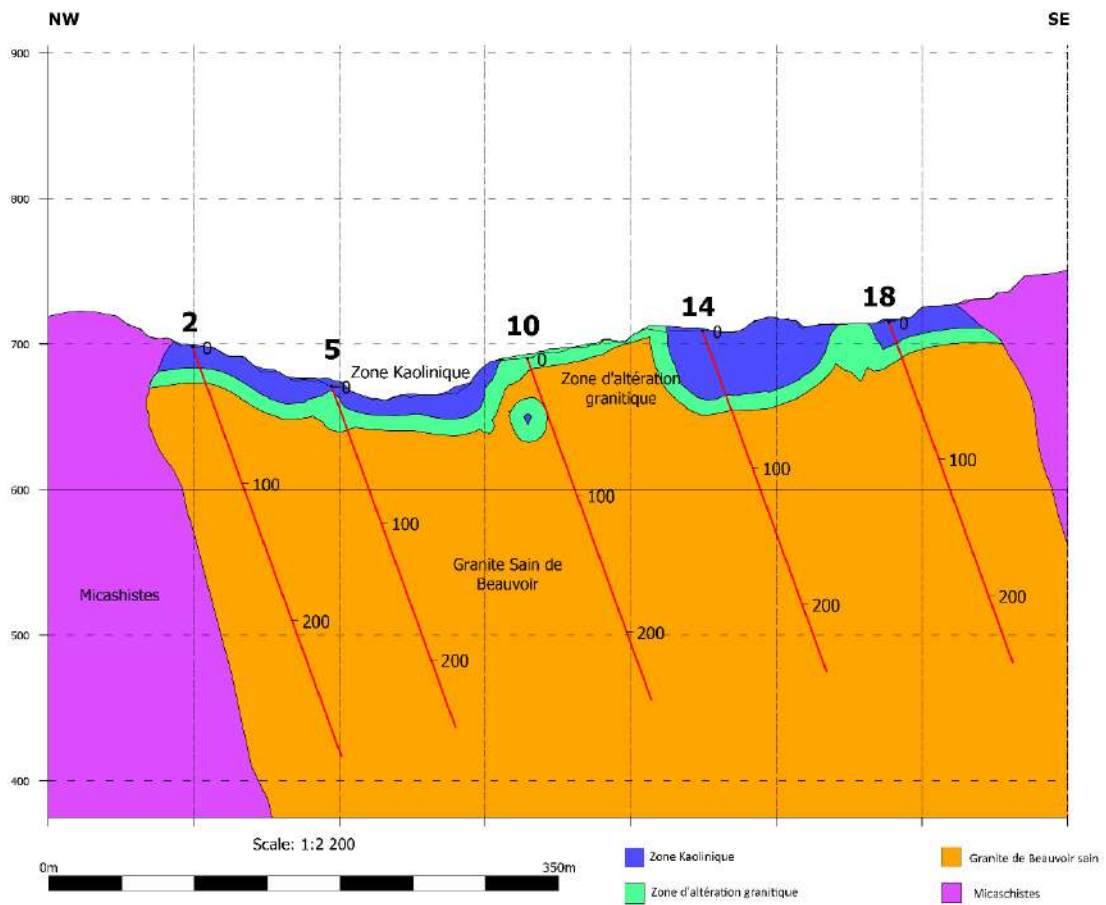 NW
SE
900
800
700
600
500
400
2
5
10
14
18
0
0
0
0
0
Zone Kaolinique
Zone d'altération
granitique
100
100
100
100
100
Granite Sain de
Beauvoir
Micashistes
200
200
200
200
200
Scale: 1:2 200
0m
350m
Zone Kaolinique
Granite de Beauvoir sain
Zone d'altération granitique
Micaschistes